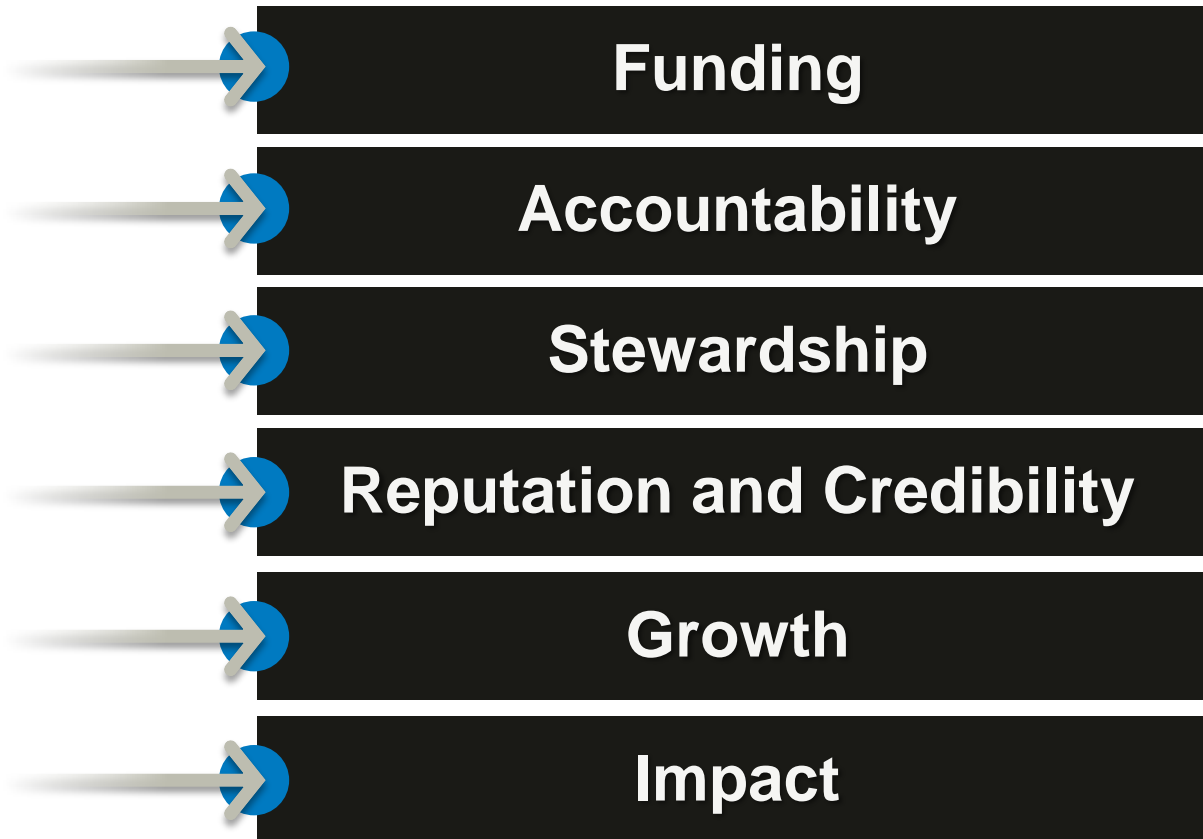 Funding
Accountability
Stewardship
Reputation and Credibility
Growth
Impact